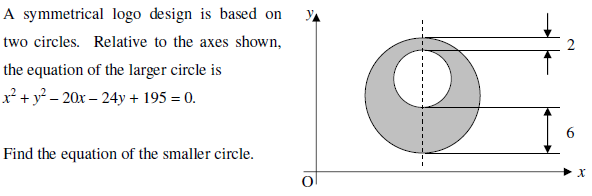 A symmetrical logo design is based on
two circles. Relative to the axes shown,
the equation of the larger circle is
x² + y² – 20x – 24y + 195 = 0.
Find the equation of the smaller circle.
y
2
6
x
O